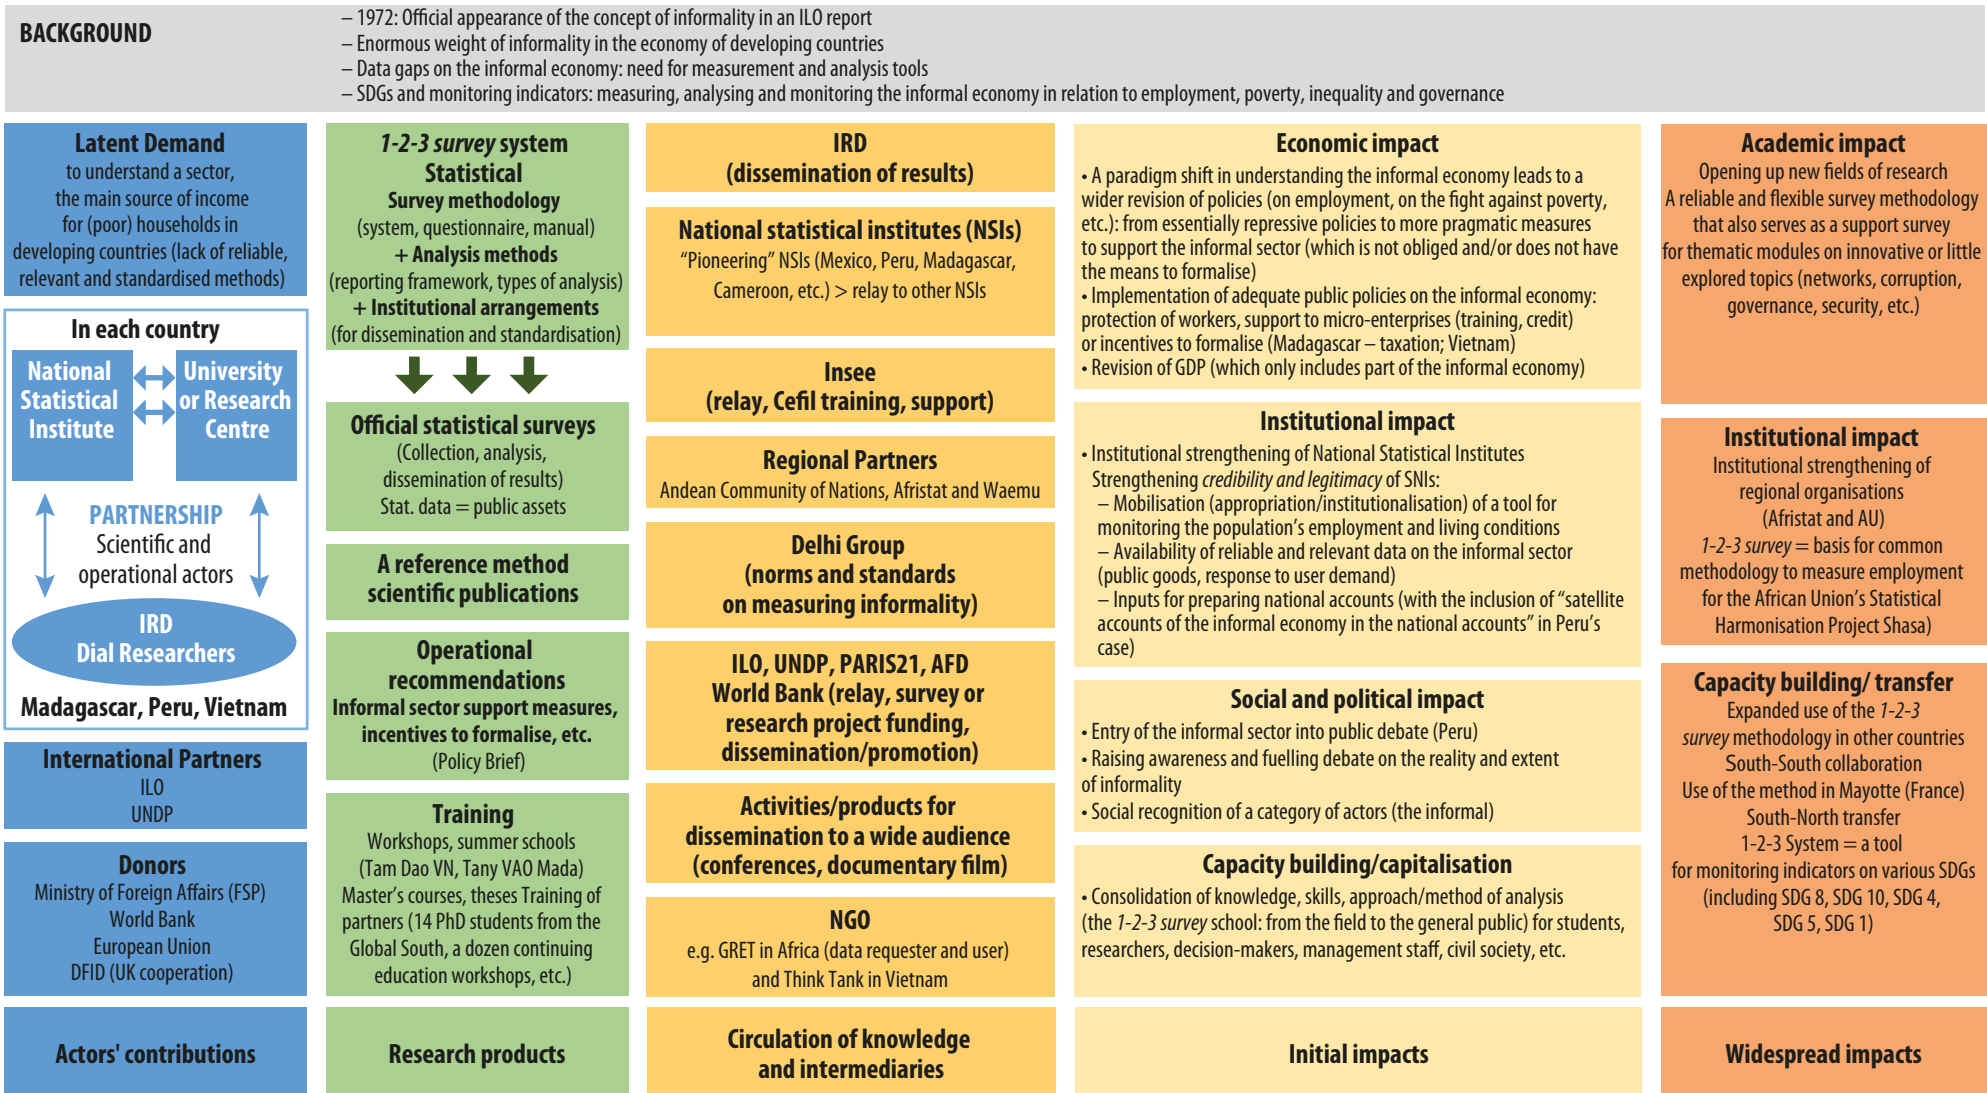 BACKGROUND
– 1972: Official appearance of the concept of informality in an ILO report
– Enormous weight of informality in the economy of developing countries
– Data gaps on the informal economy: need for measurement and analysis tools
– SDGs and monitoring indicators: measuring, analysing and monitoring the informal economy in relation to employment, poverty, inequality and governance
Latent Demand
to understand a sector,
the main source of income
for (poor) households in
developing countries (lack of reliable,
relevant and standardised methods)
In each country
National
Statistical
Institute
University
or Research
Centre
PARTNERSHIP
Scientific and
operational actors
IRD
Dial Researchers
Madagascar, Peru, Vietnam
International Partners
ILO
UNDP
Donors
Ministry of Foreign Affairs (FSP)
World Bank
European Union
DFID (UK cooperation)
Actors' contributions
1-2-3 survey system
Statistical
Survey methodology
(system, questionnaire, manual)
+ Analysis methods
(reporting framework, types of analysis)
+ Institutional arrangements
(for dissemination and standardisation)
Official statistical surveys
(Collection, analysis,
dissemination of results)
Stat. data = public assets
A reference method
scientific publications
Operational
recommendations
Informal sector support measures,
incentives to formalise, etc.
(Policy Brief)
Training
Workshops, summer schools
(Tam Dao VN, Tany VAO Mada)
Master's courses, theses Training of
partners (14 PhD students from the
Global South, a dozen continuing
education workshops, etc.)
Research products
IRD
(dissemination of results)
National statistical institutes (NSIs)
“Pioneering” NSIs (Mexico, Peru, Madagascar,
Cameroon, etc.) > relay to other NSIs
Insee
(relay, Cefil training, support)
Regional Partners
Andean Community of Nations, Afristat and Waemu
Delhi Group
(norms and standards
on measuring informality)
ILO, UNDP, PARIS21, AFD
World Bank (relay, survey or
research project funding,
dissemination/promotion)
Activities/products for
dissemination to a wide audience
(conferences, documentary film)
NGO
e.g. GRET in Africa (data requester and user)
and Think Tank in Vietnam
Circulation of knowledge
and intermediaries
Economic impact
• A paradigm shift in understanding the informal economy leads to a
wider revision of policies (on employment, on the fight against poverty,
etc.): from essentially repressive policies to more pragmatic measures
to support the informal sector (which is not obliged and/or does not have
the means to formalise)
• Implementation of adequate public policies on the informal economy:
protection of workers, support to micro-enterprises (training, credit)
or incentives to formalise (Madagascar – taxation; Vietnam)
• Revision of GDP (which only includes part of the informal economy)
Institutional impact
• Institutional strengthening of National Statistical Institutes
Strengthening credibility and legitimacy of SNIs:
– Mobilisation (appropriation/institutionalisation) of a tool for
monitoring the population's employment and living conditions
– Availability of reliable and relevant data on the informal sector
(public goods, response to user demand)
– Inputs for preparing national accounts (with the inclusion of “satellite
accounts of the informal economy in the national accounts” in Peru's
case)
Social and political impact
• Entry of the informal sector into public debate (Peru)
• Raising awareness and fuelling debate on the reality and extent
of informality
• Social recognition of a category of actors (the informal)
Capacity building/capitalisation
• Consolidation of knowledge, skills, approach/method of analysis
(the 1-2-3 survey school: from the field to the general public) for students,
researchers, decision-makers, management staff, civil society, etc.
Initial impacts
Academic impact
Opening up new fields of research
A reliable and flexible survey methodology
that also serves as a support survey
for thematic modules on innovative or little
explored topics (networks, corruption,
governance, security, etc.)
Institutional impact
Institutional strengthening of
regional organisations
(Afristat and AU)
1-2-3 survey = basis for common
methodology to measure employment
for the African Union's Statistical
Harmonisation Project Shasa)
Capacity building/ transfer
Expanded use of the 1-2-3
survey methodology in other countries
South-South collaboration
Use of the method in Mayotte (France)
South-North transfer
1-2-3 System = a tool
for monitoring indicators on various SDGs
(including SDG 8, SDG 10, SDG 4,
SDG 5, SDG 1)
Widespread impacts